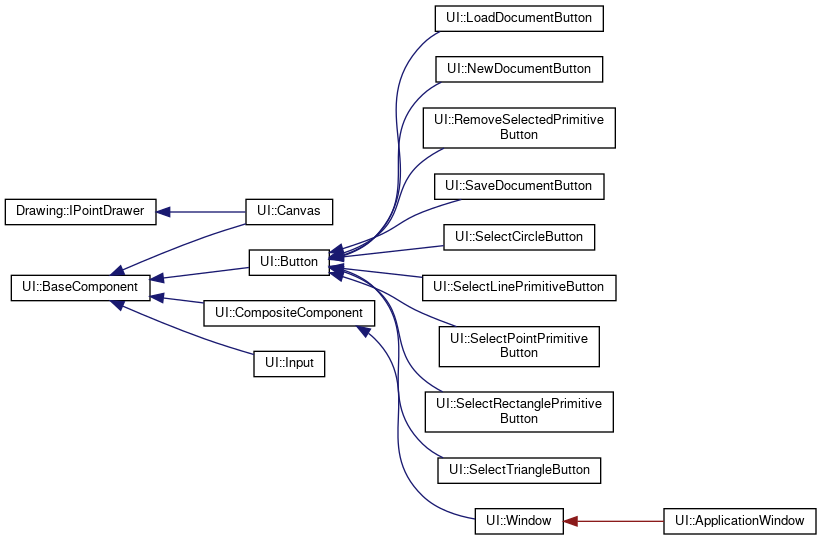 UI::LoadDocumentButton
UI::NewDocumentButton
UI::RemoveSelectedPrimitive
Button
UI::SaveDocumentButton
Drawing::IPointDrawer
UI::Canvas
UI::SelectCircleButton
UI::Button
UI::BaseComponent
UI::SelectLinePrimitiveButton
UI::CompositeComponent
UI::SelectPointPrimitive
Button
UI::Input
UI::SelectRectanglePrimitive
Button
UI::SelectTriangleButton
UI::Window
UI::ApplicationWindow